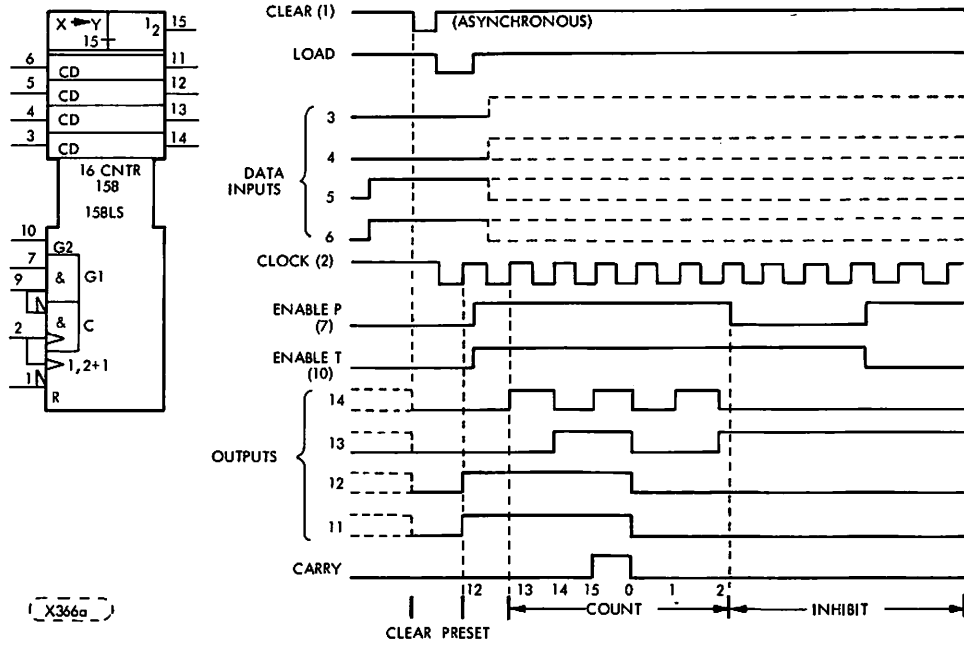 X Y
15
1 2
15
6
CD
11
5
CD
12
4
CD
13
3
CD
14
16 CNTR
158
158LS
10
G2
7
&
G1
9
&
C
2
1,2+1
1
R
X366a
CLEAR (1)
(ASYNCHRONOUS)
LOAD
DATA
INPUTS
3
4
5
6
CLOCK (2)
ENABLE P
(7)
ENABLE T
(10)
OUTPUTS
14
13
12
11
CARRY
12 13 14 15 0 1 2
COUNT
INHIBIT
CLEAR PRESET